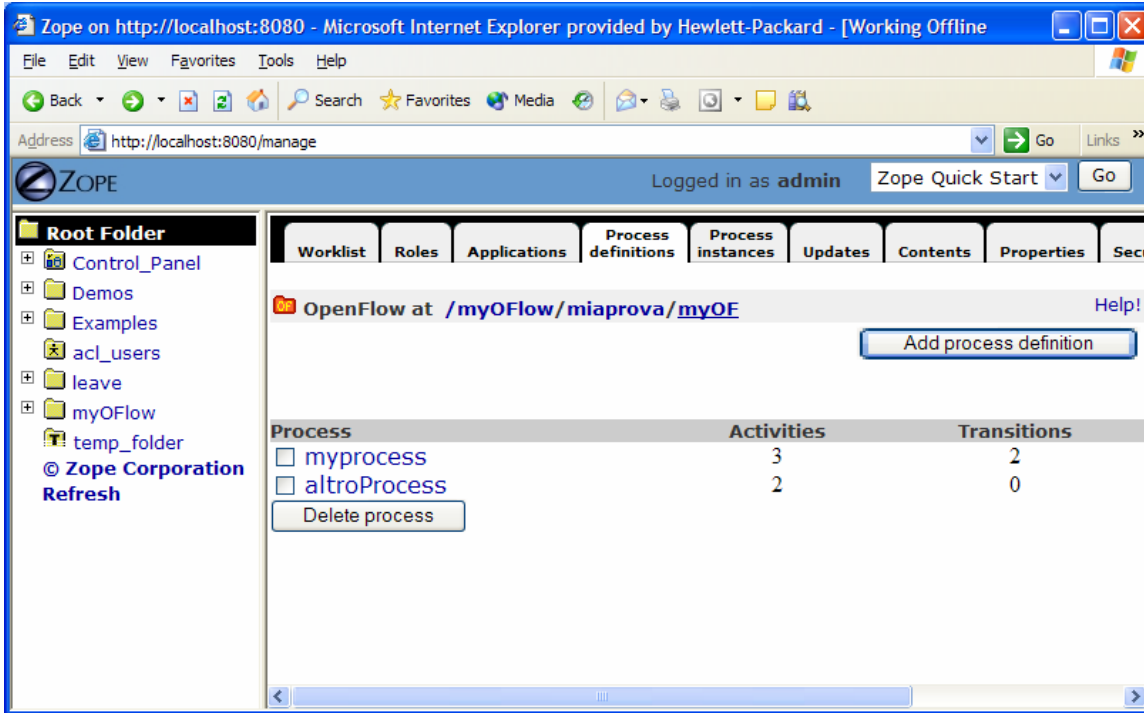 Zope on http://localhost:8080 - Microsoft Internet Explorer provided by Hewlett-Packard - [Working Offline
File Edit View Favorites Tools Help
Back Search Favorites Media
Address http://localhost:8080/manage Go Links »
ZOPE Logged in as admin Zope Quick Start Go
Root Folder
Control_Panel
Demos
Examples
acl_users
leave
myOFlow
temp_folder
© Zope Corporation
Refresh
Worklist Roles Applications Process definitions Process instances Updates Contents Properties Secu
OF OpenFlow at /myOFlow/miaprova/myOF Help!
Add process definition
Process Activities Transitions
myprocess 3 2
altroProcess 2 0
Delete process